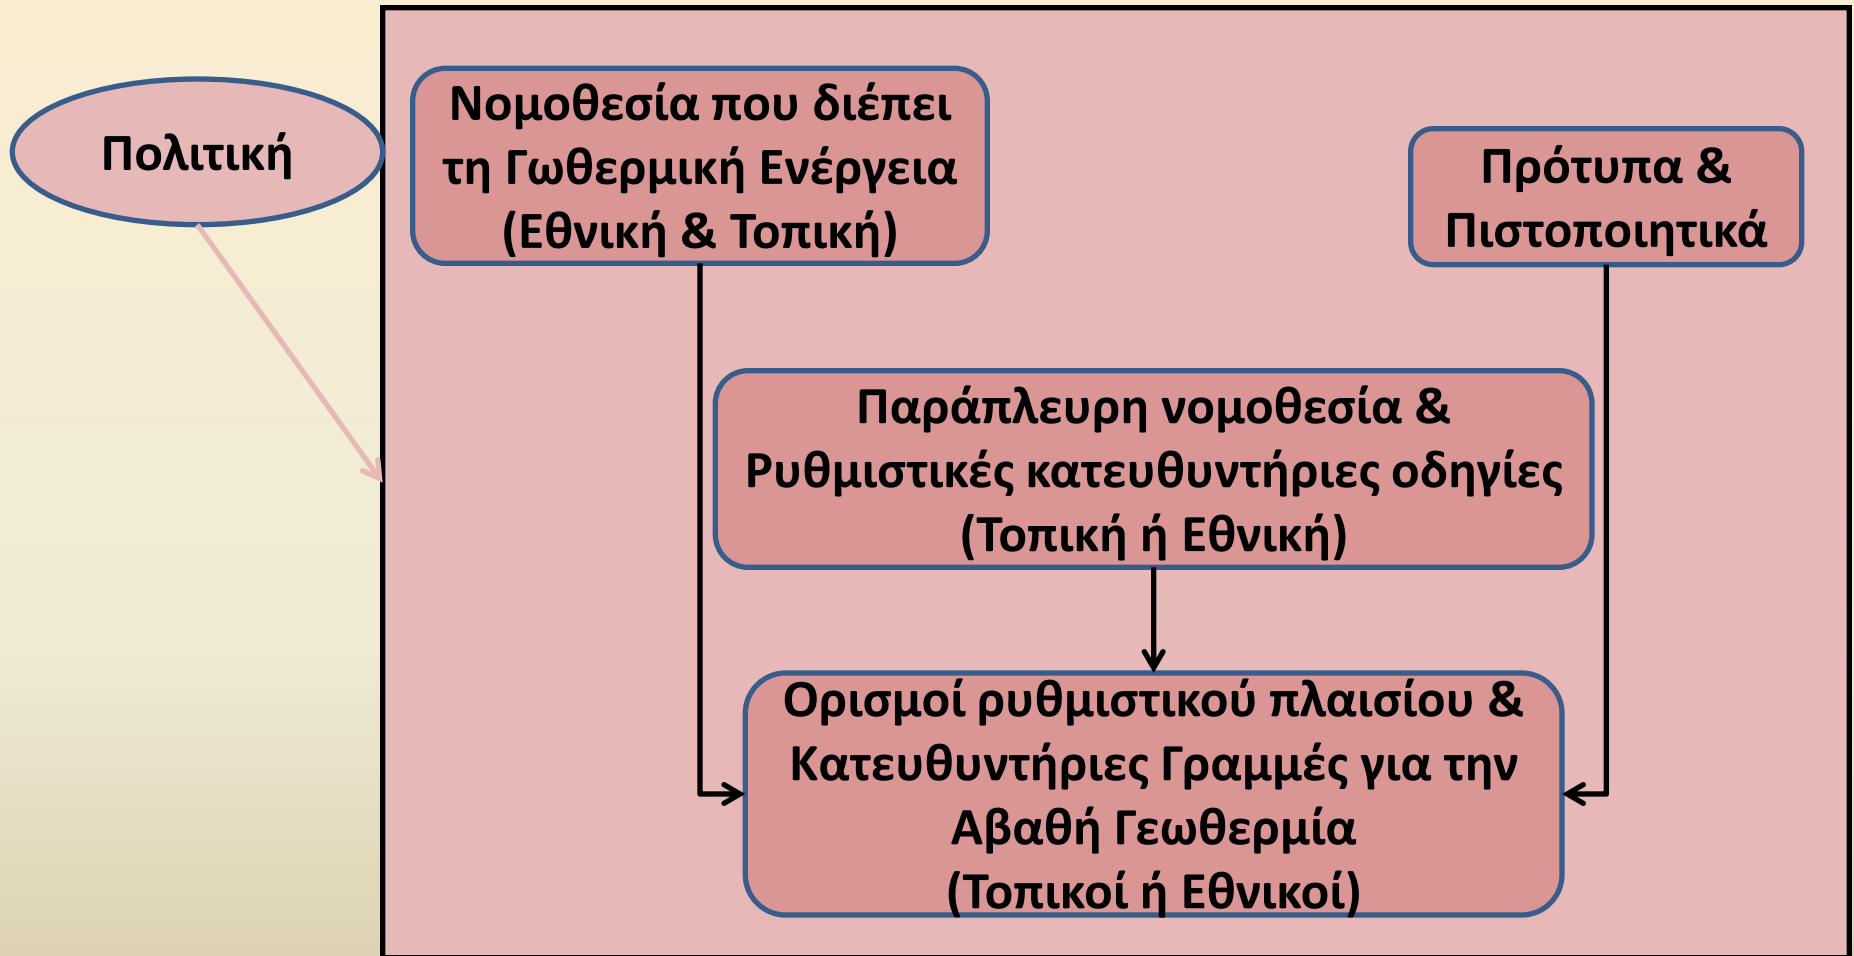 Πολιτική
Νομοθεσία που διέπει
τη Γωθερμική Ενέργεια
(Εθνική & Τοπική)
Πρότυπα &
Πιστοποιητικά
Παράπλευρη νομοθεσία &
Ρυθμιστικές κατευθυντήριες οδηγίες
(Τοπική ή Εθνική)
Ορισμοί ρυθμιστικού πλαισίου &
Κατευθυντήριες Γραμμές για την
Αβαθή Γεωθερμία
(Τοπικοί ή Εθνικοί)